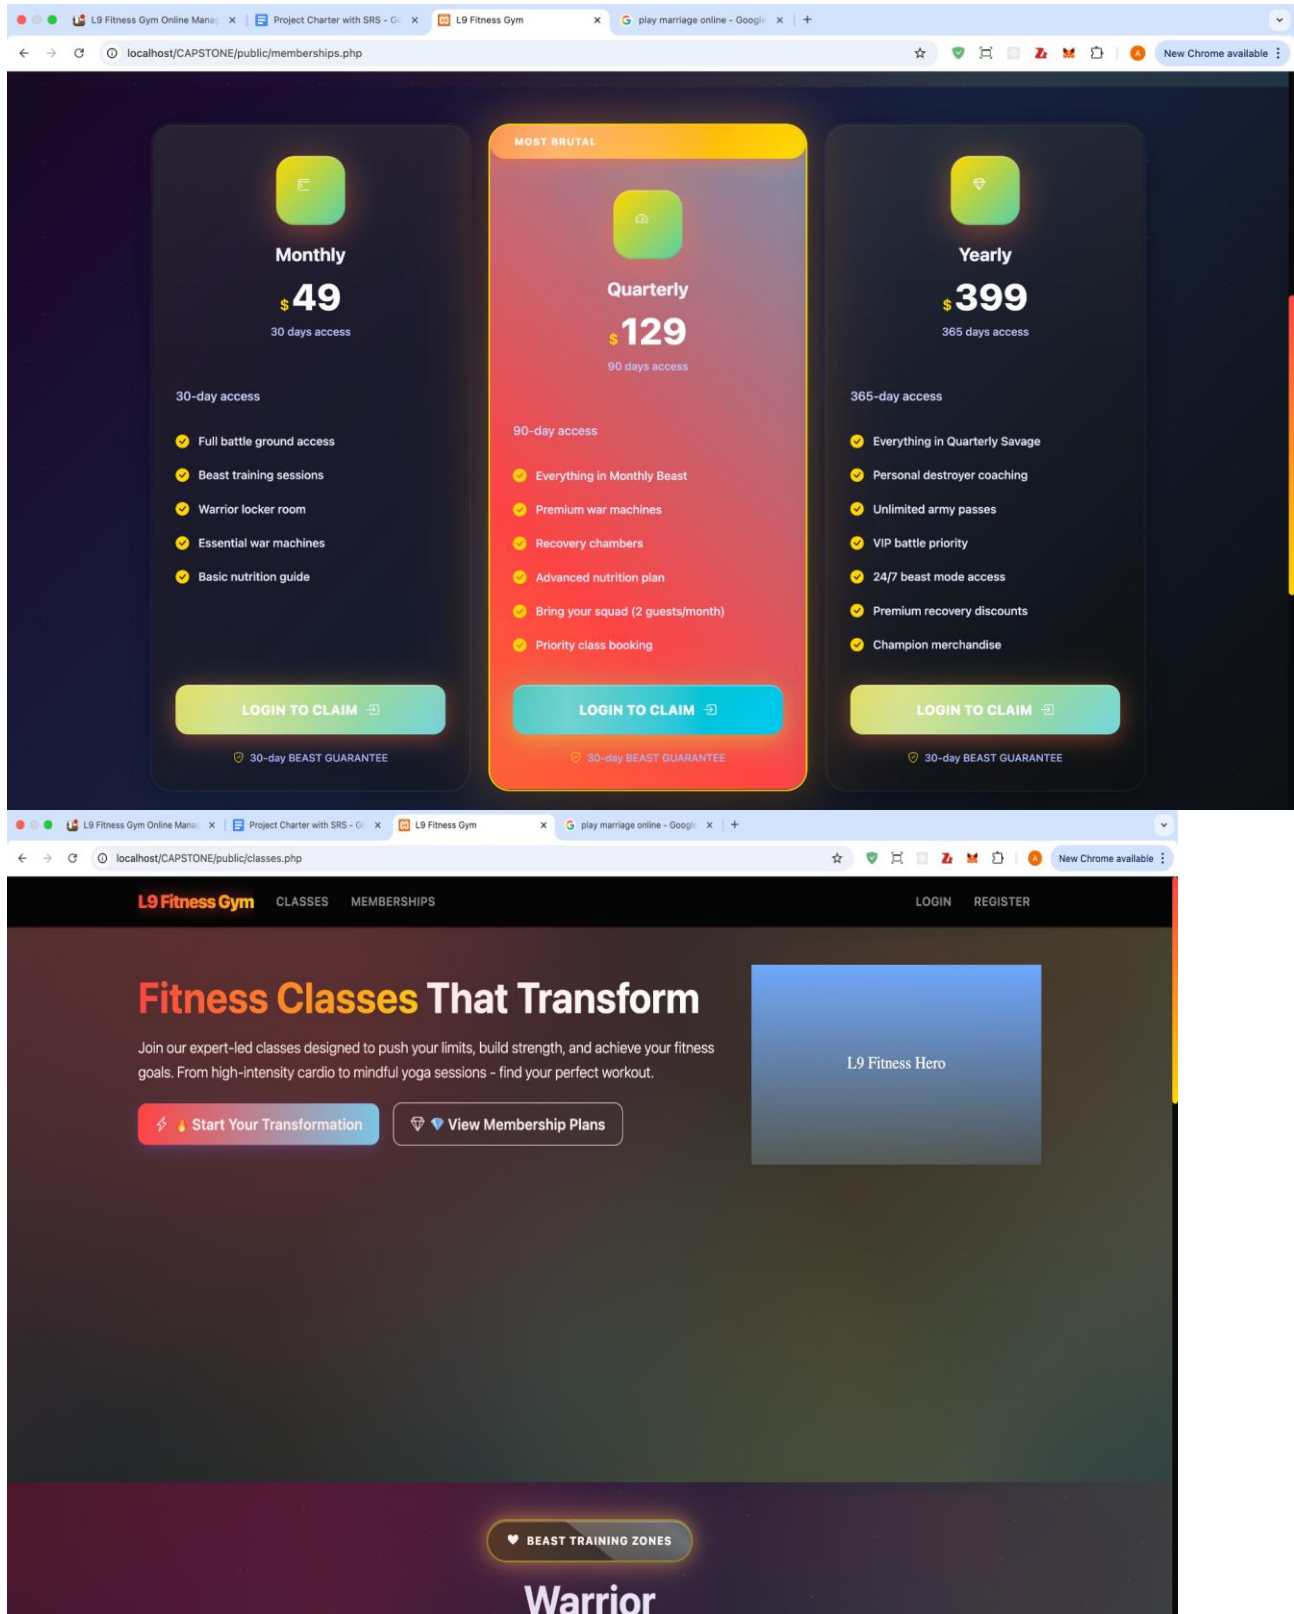 L9 Fitness Gym Online Mana
Project Charter with SRS - G
L9 Fitness Gym
play marriage online - Google
localhost/CAPSTONE/public/memberships.php
New Chrome available
MOST BRUTAL
Monthly
$49
30 days access
30-day access
Full battle ground access
Beast training sessions
Warrior locker room
Essential war machines
Basic nutrition guide
LOGIN TO CLAIM
30-day BEAST GUARANTEE
Quarterly
$129
90 days access
90-day access
Everything in Monthly Beast
Premium war machines
Recovery chambers
Advanced nutrition plan
Bring your squad (2 guests/month)
Priority class booking
LOGIN TO CLAIM
30-day BEAST GUARANTEE
Yearly
$399
365 days access
365-day access
Everything in Quarterly Savage
Personal destroyer coaching
Unlimited army passes
VIP battle priority
24/7 beast mode access
Premium recovery discounts
Champion merchandise
LOGIN TO CLAIM
30-day BEAST GUARANTEE
L9 Fitness Gym Online Mana
Project Charter with SRS - G
L9 Fitness Gym
play marriage online - Google
localhost/CAPSTONE/public/classes.php
New Chrome available
L9 Fitness Gym CLASSES MEMBERSHIPS LOGIN REGISTER
Fitness Classes That Transform
Join our expert-led classes designed to push your limits, build strength, and achieve your fitness
goals. From high-intensity cardio to mindful yoga sessions - find your perfect workout.
🔥 Start Your Transformation
💎 View Membership Plans
L9 Fitness Hero
BEAST TRAINING ZONES
Warrior